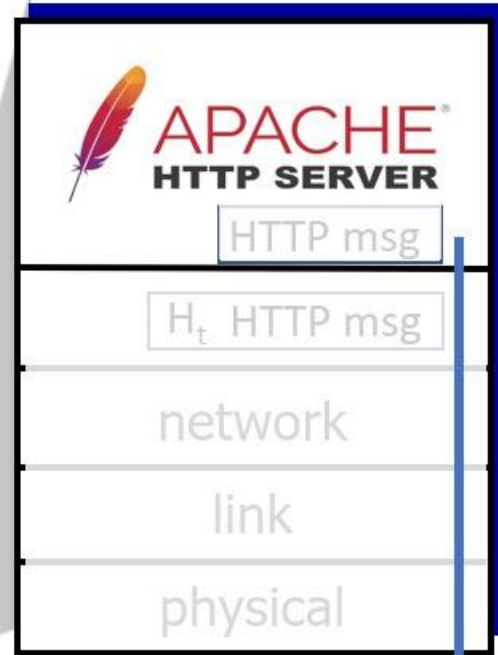 APACHE®
HTTP SERVER
HTTP msg
Ht HTTP msg
network
link
physical